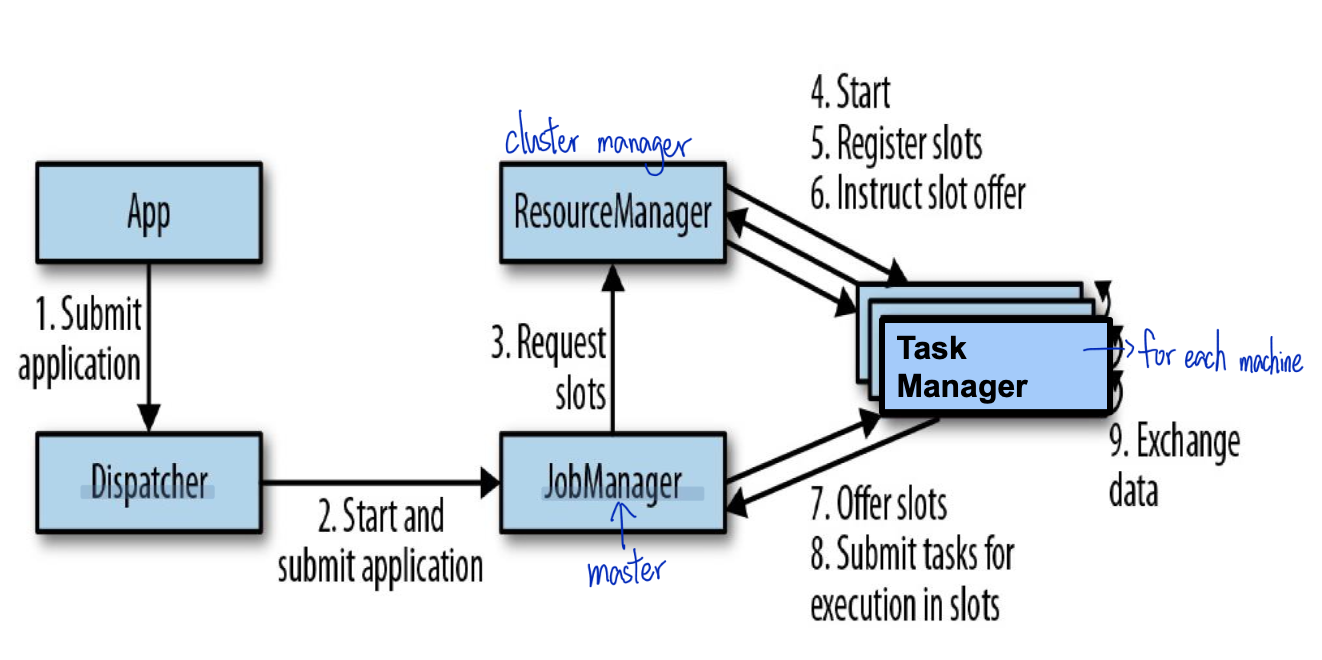 4. Start
5. Register slots
6. Instruct slot offer
cluster manager
App
ResourceManager
1. Submit
application
3. Request
slots
Task
Manager
for each machine
9. Exchange
data
Dispatcher
JobManager
2. Start and
submit application
master
7. Offer slots
8. Submit tasks for
execution in slots